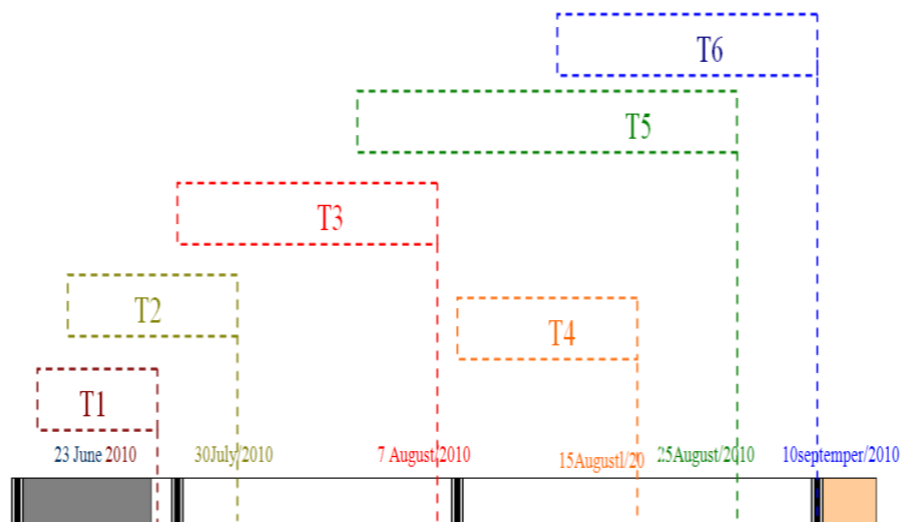 T6
T5
T3
T2
T4
T1
23 June 2010
30July/2010
7 August/2010
15Augustl/20
25August/2010
10septemper/2010